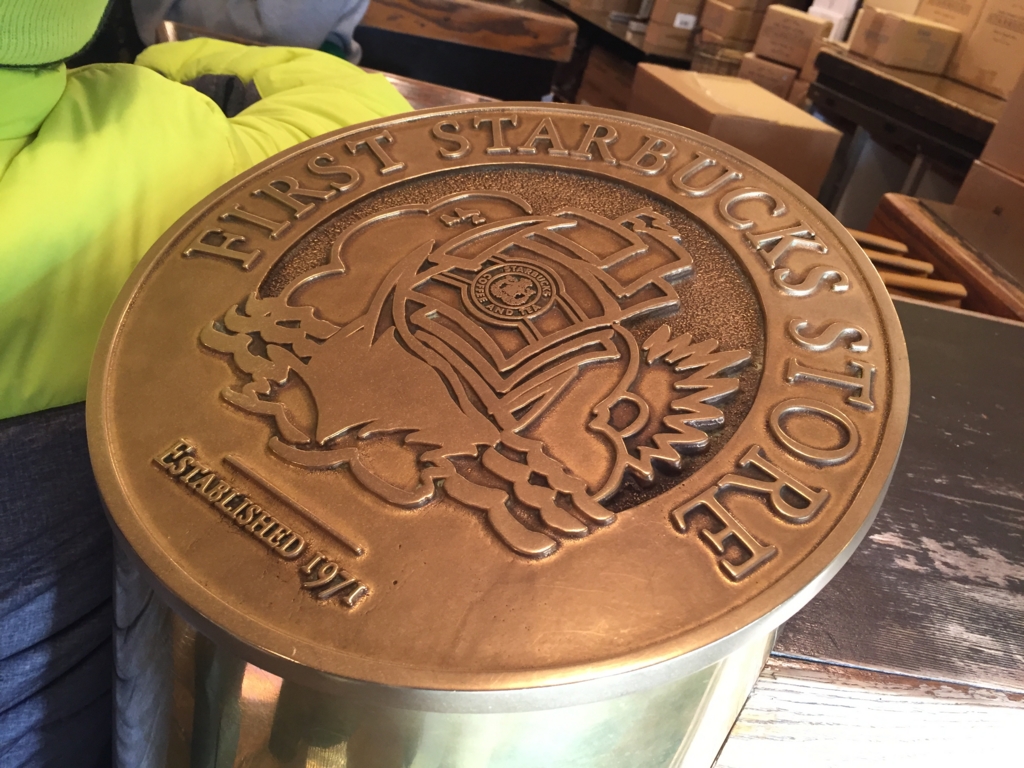 FIRST STARBUCKS STORE
STARBUCKS
COFFEE
AND TEA
ESTABLISHED 1971